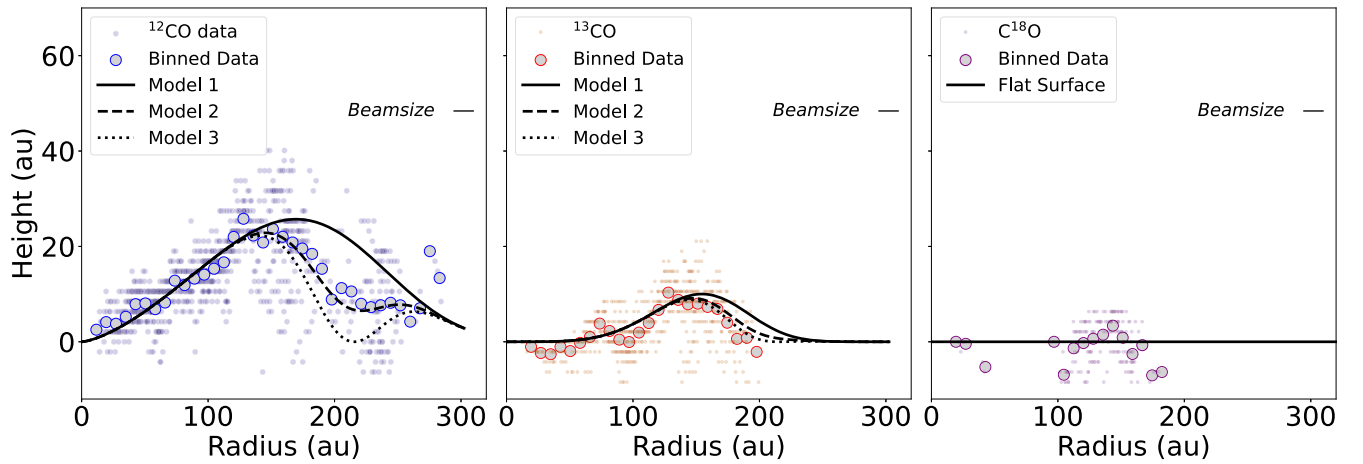 Height (au)
60
40
20
0
¹²CO data
Binned Data
Model 1
Model 2
Model 3
Beamsize
0 100 200 300
Radius (au)
¹³CO
Binned Data
Model 1
Model 2
Model 3
Beamsize
0 100 200 300
Radius (au)
C¹⁸O
Binned Data
Flat Surface
Beamsize
0 100 200 300
Radius (au)